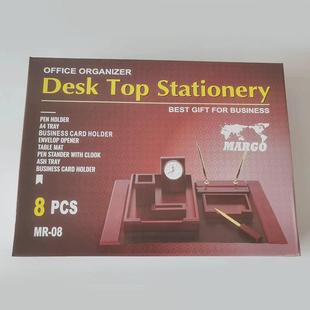 OFFICE ORGANIZER
Desk Top Stationery
BEST GIFT FOR BUSINESS
PEN HOLDER
A4 TRAY
BUSINESS CARD HOLDER
ENVELOP OPENER
TABLE MAT
PEN STANDER WITH CLOOK
ASH TRAY
BUSINESS CARD HOLDER
MARGO
8 PCS
MR-08